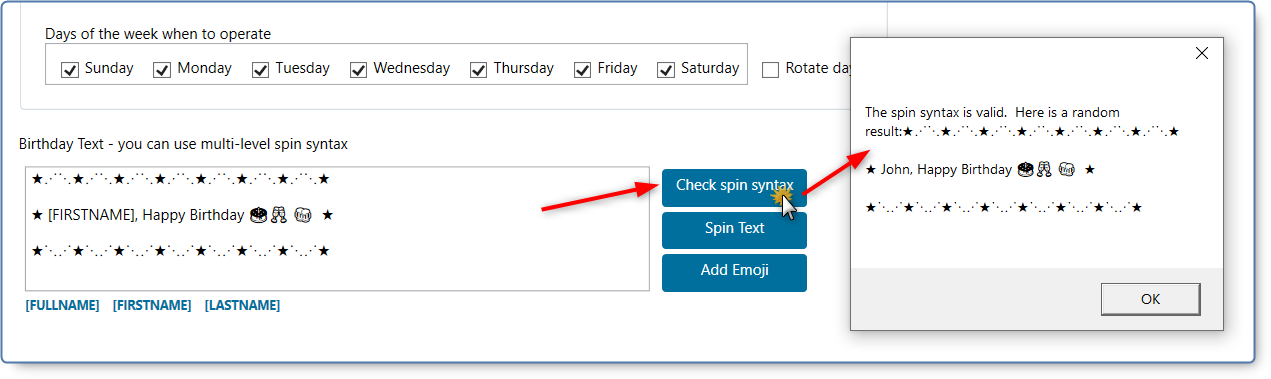 Days of the week when to operate
Sunday Monday Tuesday Wednesday Thursday Friday Saturday Rotate
Birthday Text - you can use multi-level spin syntax
★.·´¨`·.★.·´¨`·.★.·´¨`·.★.·´¨`·.★.·´¨`·.★.·´¨`·.★.·´¨`·.★
★ [FIRSTNAME], Happy Birthday 🎂🥂 🍻 ★
★`·.,.·´★`·.,.·´★`·.,.·´★`·.,.·´★`·.,.·´★`·.,.·´★`·.,.·´★
[FULLNAME] [FIRSTNAME] [LASTNAME]
Check spin syntax
Spin Text
Add Emoji
The spin syntax is valid. Here is a random
result:★.·´¨`·.★.·´¨`·.★.·´¨`·.★.·´¨`·.★.·´¨`·.★.·´¨`·.★.·´¨`·.★
★ John, Happy Birthday 🎂🥂 🍻 ★
★`·.,.·´★`·.,.·´★`·.,.·´★`·.,.·´★`·.,.·´★`·.,.·´★`·.,.·´★
OK